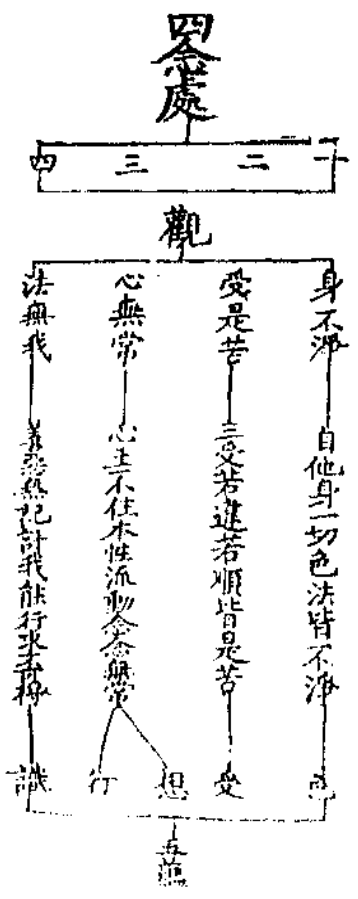 四念處
一 二 三 四
觀
身不淨
自他身一切色法皆不淨
色
受是苦
三受若違若順皆是苦
受
心無常
心王不住本性流動念念無常
想
行
法無我
善惡無記計我能行
識
五蘊